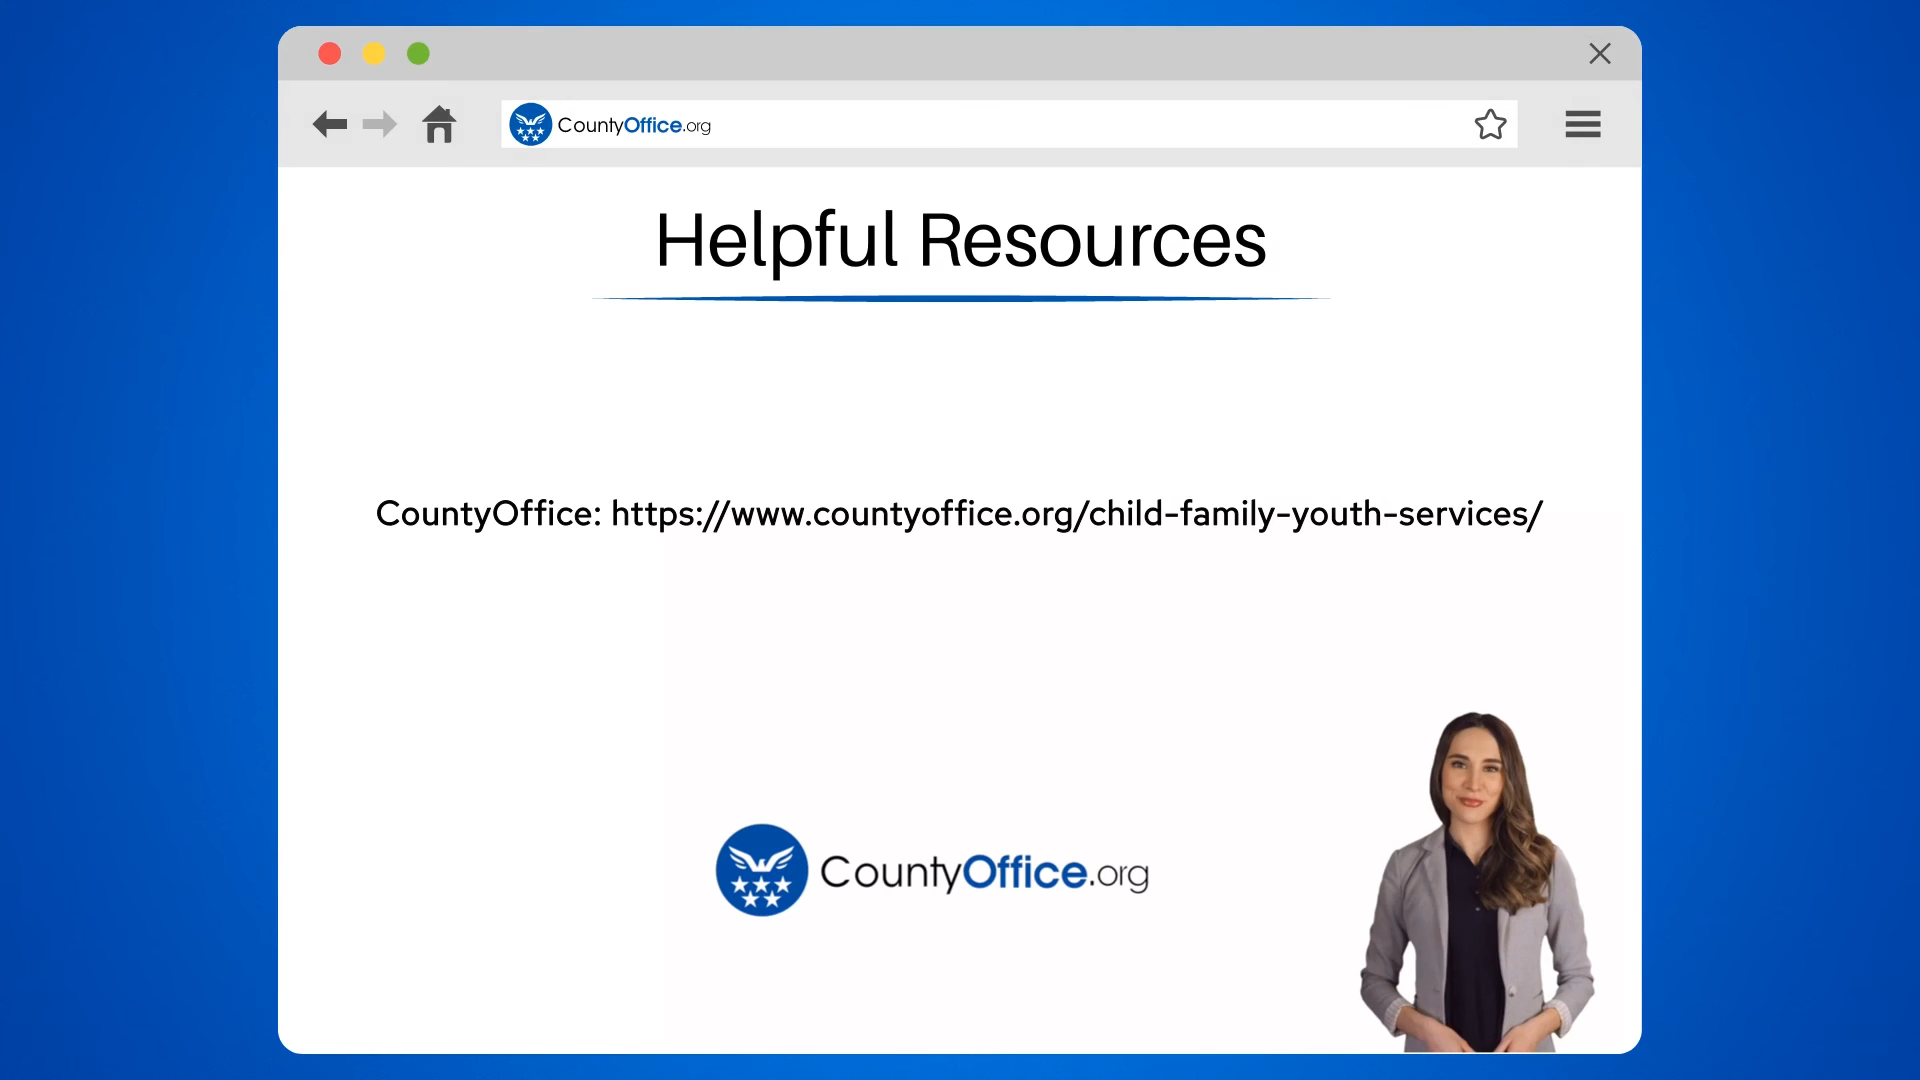 CountyOffice.org
Helpful Resources
CountyOffice: https://www.countyoffice.org/child-family-youth-services/
CountyOffice.org